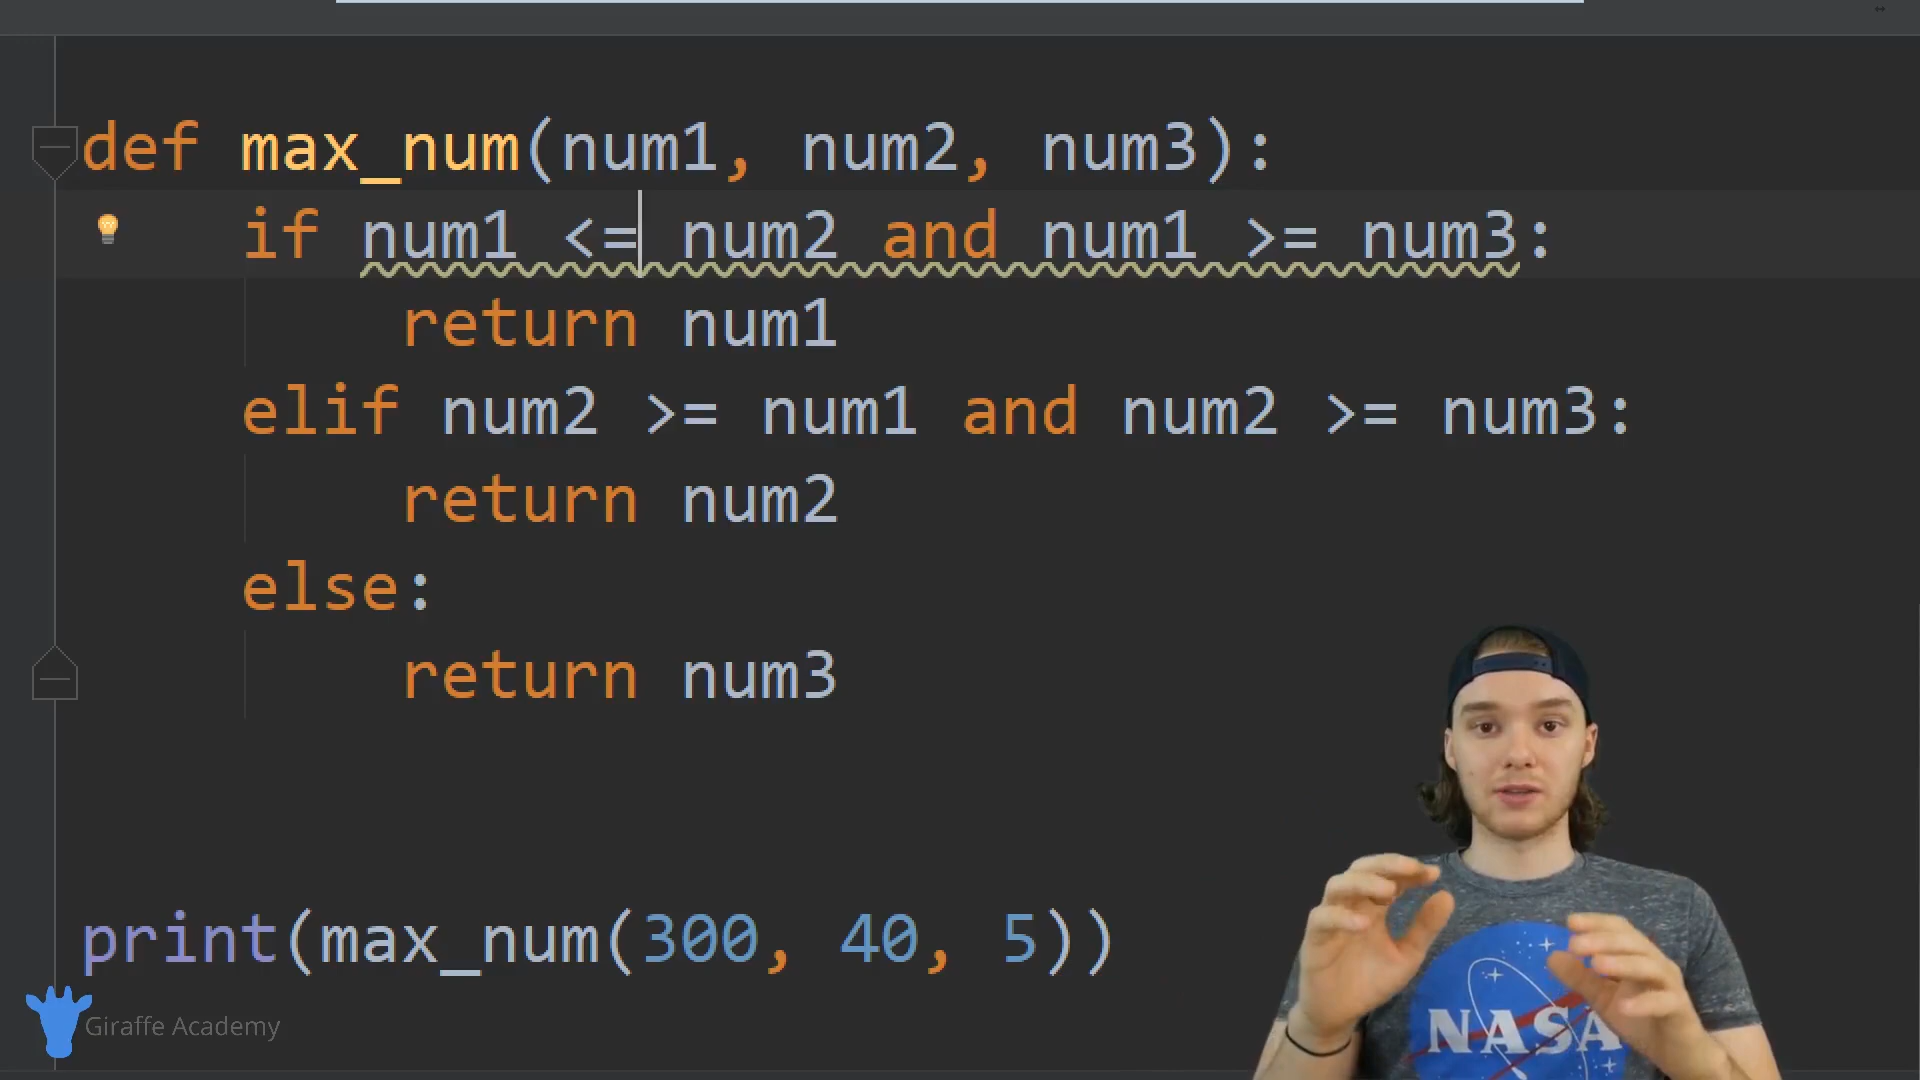 def max_num(num1, num2, num3):
    if num1 <= num2 and num1 >= num3:
        return num1
    elif num2 >= num1 and num2 >= num3:
        return num2
    else:
        return num3
print(max_num(300, 40, 5))
Giraffe Academy
NASA